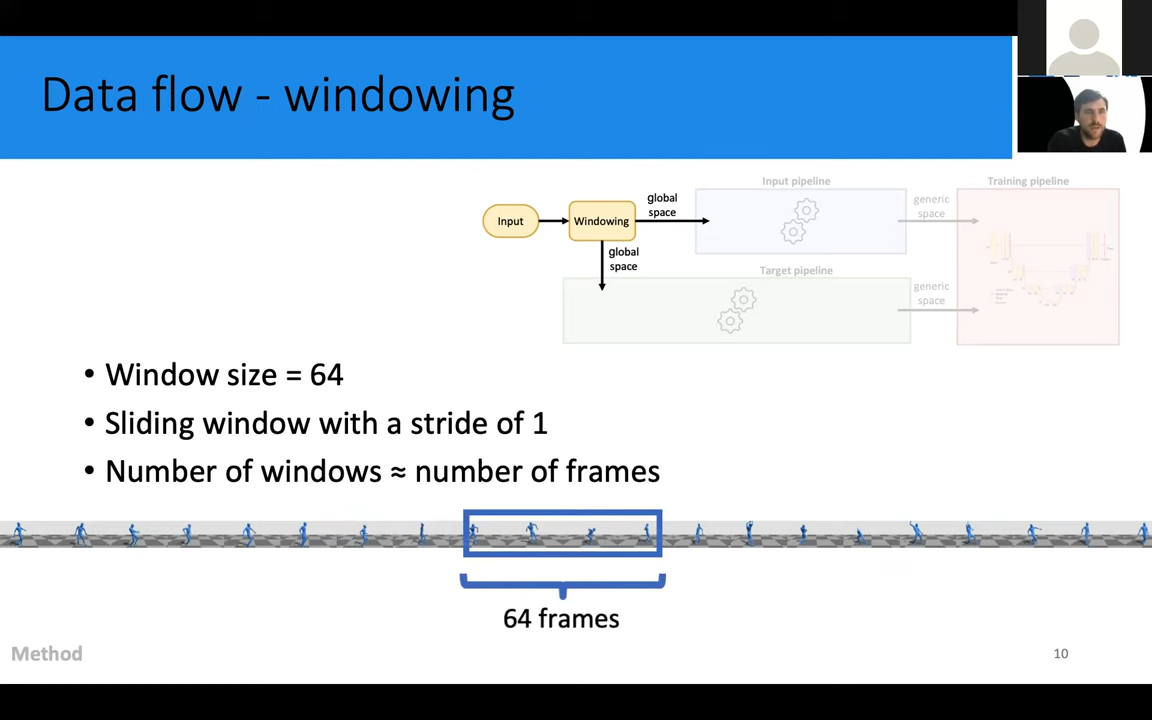 Data flow - windowing
Input pipeline
Training pipeline
Input
Windowing
global
space
generic
space
global
space
Target pipeline
generic
space
• Window size = 64
• Sliding window with a stride of 1
• Number of windows ≈ number of frames
64 frames
Method
10